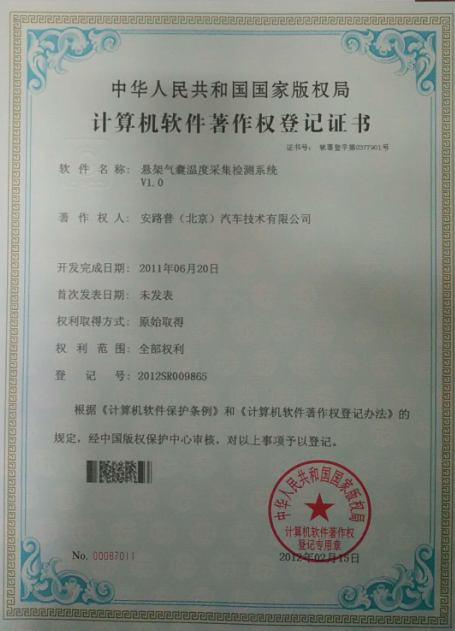 中华人民共和国国家版权局
计算机软件著作权登记证书
证书号： 软著登字第0377901号
软件名称： 悬架气囊温度采集检测系统
V1.0
著作权人： 安路普（北京）汽车技术有限公司
开发完成日期： 2011年06月20日
首次发表日期： 未发表
权利取得方式： 原始取得
权利范围： 全部权利
登记号： 2012SR009865
根据《计算机软件保护条例》和《计算机软件著作权登记办法》的
规定，经中国版权保护中心审核，对以上事项予以登记。
中华人民共和国国家版权局
计算机软件著作权
登记专用章
No. 00087011
2012年02月15日